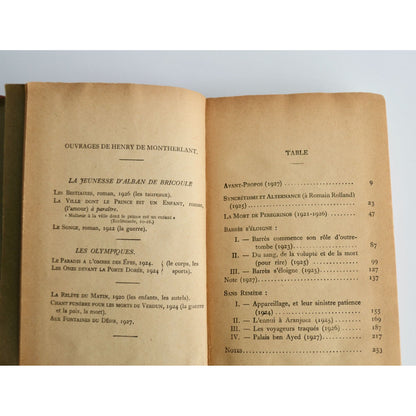 OUVRAGES DE HENRY DE MONTHERLANT.
LA JEUNESSE D'ALBAN DE BRICOULE
LES BESTIAIRES, roman, 1926 (les taureaux).
LA VILLE DONT LE PRINCE EST UN ENFANT, roman,
(l'amour) à paraître.
« Malheur à la ville dont le prince est un enfant »
(Ecclésiaste, 10-16).
LE SONGE, roman, 1922 (la guerre).
LES OLYMPIQUES.
LE PARADIS A L'OMBRE DES ÉPÉES, 1924. (le corps, les
LES ONZE DEVANT LA PORTE DORÉE, 1924 sports).
LA RELÈVE DU MATIN, 1920 (les enfants, les autels).
CHANT FUNÈBRE POUR LES MORTS DE VERDUN, 1924 (la guerre
et la paix, la mort).
AUX FONTAINES DU DÉSIR, 1927.
TABLE
AVANT-PROPOS (1927) 9
SYNCRÉTISME ET ALTERNANCE (à Romain Rolland)
(1925) 23
LA MORT DE PEREGRINOS (1921-1926) 47
BARRÈS S'ÉLOIGNE :
I. — Barrès commence son rôle d'outre-
tombe (1923) 87
II. — Du sang, de la volupté et de la mort
(pour rire) (1923) 97
III. — Barrès s'éloigne (1925) 127
Note (1927) 137
SANS REMÈDE :
I. — Appareillage, et leur sinistre patience
(1924) 145
II. — L'ennui à Aranjuez (1925) 169
III. — Les voyageurs traqués (1926) 187
IV. — Palais ben Ayed (1926) 217
NOTES 253